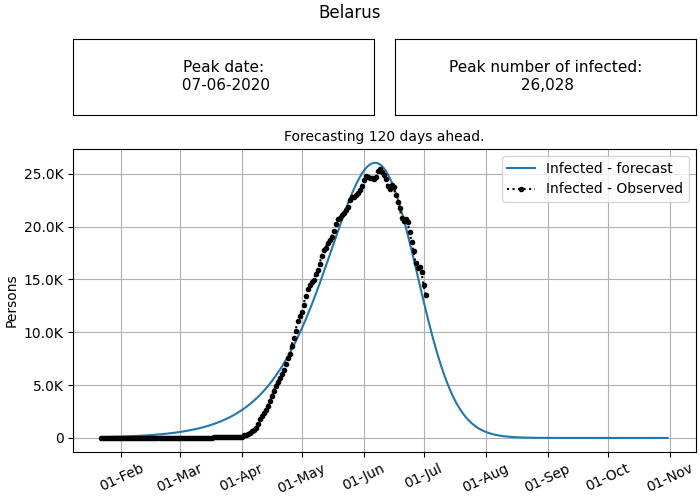 Belarus
Peak date:
07-06-2020
Peak number of infected:
26,028
Forecasting 120 days ahead.
Infected - forecast
Infected - Observed
25.0K
20.0K
15.0K
10.0K
5.0K
0
Persons
01-Feb
01-Mar
01-Apr
01-May
01-Jun
01-Jul
01-Aug
01-Sep
01-Oct
01-Nov